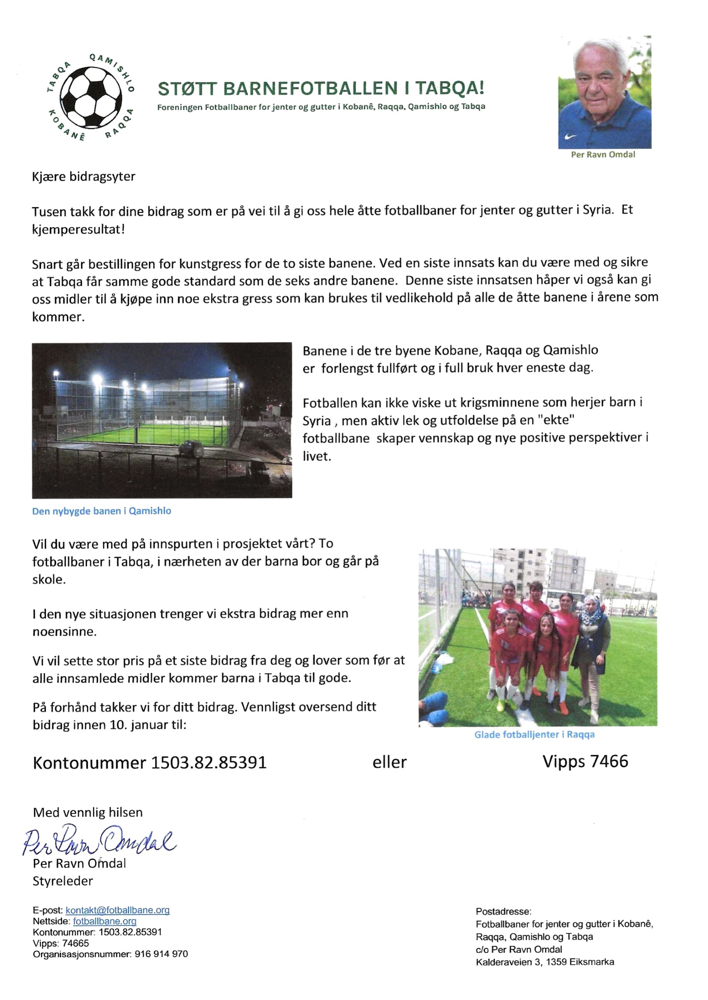 TABQA QAMISHLO
KOBANÊ RAQQA
STØTT BARNEFOTBALLEN I TABQA!
Foreningen Fotballbaner for jenter og gutter i Kobanê, Raqqa, Qamishlo og Tabqa
Per Ravn Omdal
Kjære bidragsyter
Tusen takk for dine bidrag som er på vei til å gi oss hele åtte fotballbaner for jenter og gutter i Syria.  Et
kjemperesultat!
Snart går bestillingen for kunstgress for de to siste banene. Ved en siste innsats kan du være med og sikre
at Tabqa får samme gode standard som de seks andre banene.  Denne siste innsatsen håper vi også kan gi
oss midler til å kjøpe inn noe ekstra gress som kan brukes til vedlikehold på alle de åtte banene i årene som
kommer.
Banene i de tre byene Kobane, Raqqa og Qamishlo
er  forlengst fullført og i full bruk hver eneste dag.
Fotballen kan ikke viske ut krigsminnene som herjer barn i
Syria , men aktiv lek og utfoldelse på en "ekte"
fotballbane  skaper vennskap og nye positive perspektiver i
livet.
Den nybygde banen i Qamishlo
Vil du være med på innspurten i prosjektet vårt? To
fotballbaner i Tabqa, i nærheten av der barna bor og går på
skole.
I den nye situasjonen trenger vi ekstra bidrag mer enn
noensinne.
Vi vil sette stor pris på et siste bidrag fra deg og lover som før at
alle innsamlede midler kommer barna i Tabqa til gode.
På forhånd takker vi for ditt bidrag. Vennligst oversend ditt
bidrag innen 10. januar til:
Glade fotballjenter i Raqqa
Kontonummer 1503.82.85391 eller Vipps 7466
Med vennlig hilsen
Per Ravn Omdal
Per Ravn Omdal
Styreleder
E-post: kontakt@fotballbane.org
Nettside: fotballbane.org
Kontonummer: 1503.82.85391
Vipps: 74665
Organisasjonsnummer: 916 914 970
Postadresse:
Fotballbaner for jenter og gutter i Kobanê,
Raqqa, Qamishlo og Tabqa
c/o Per Ravn Omdal
Kalderaveien 3, 1359 Eiksmarka